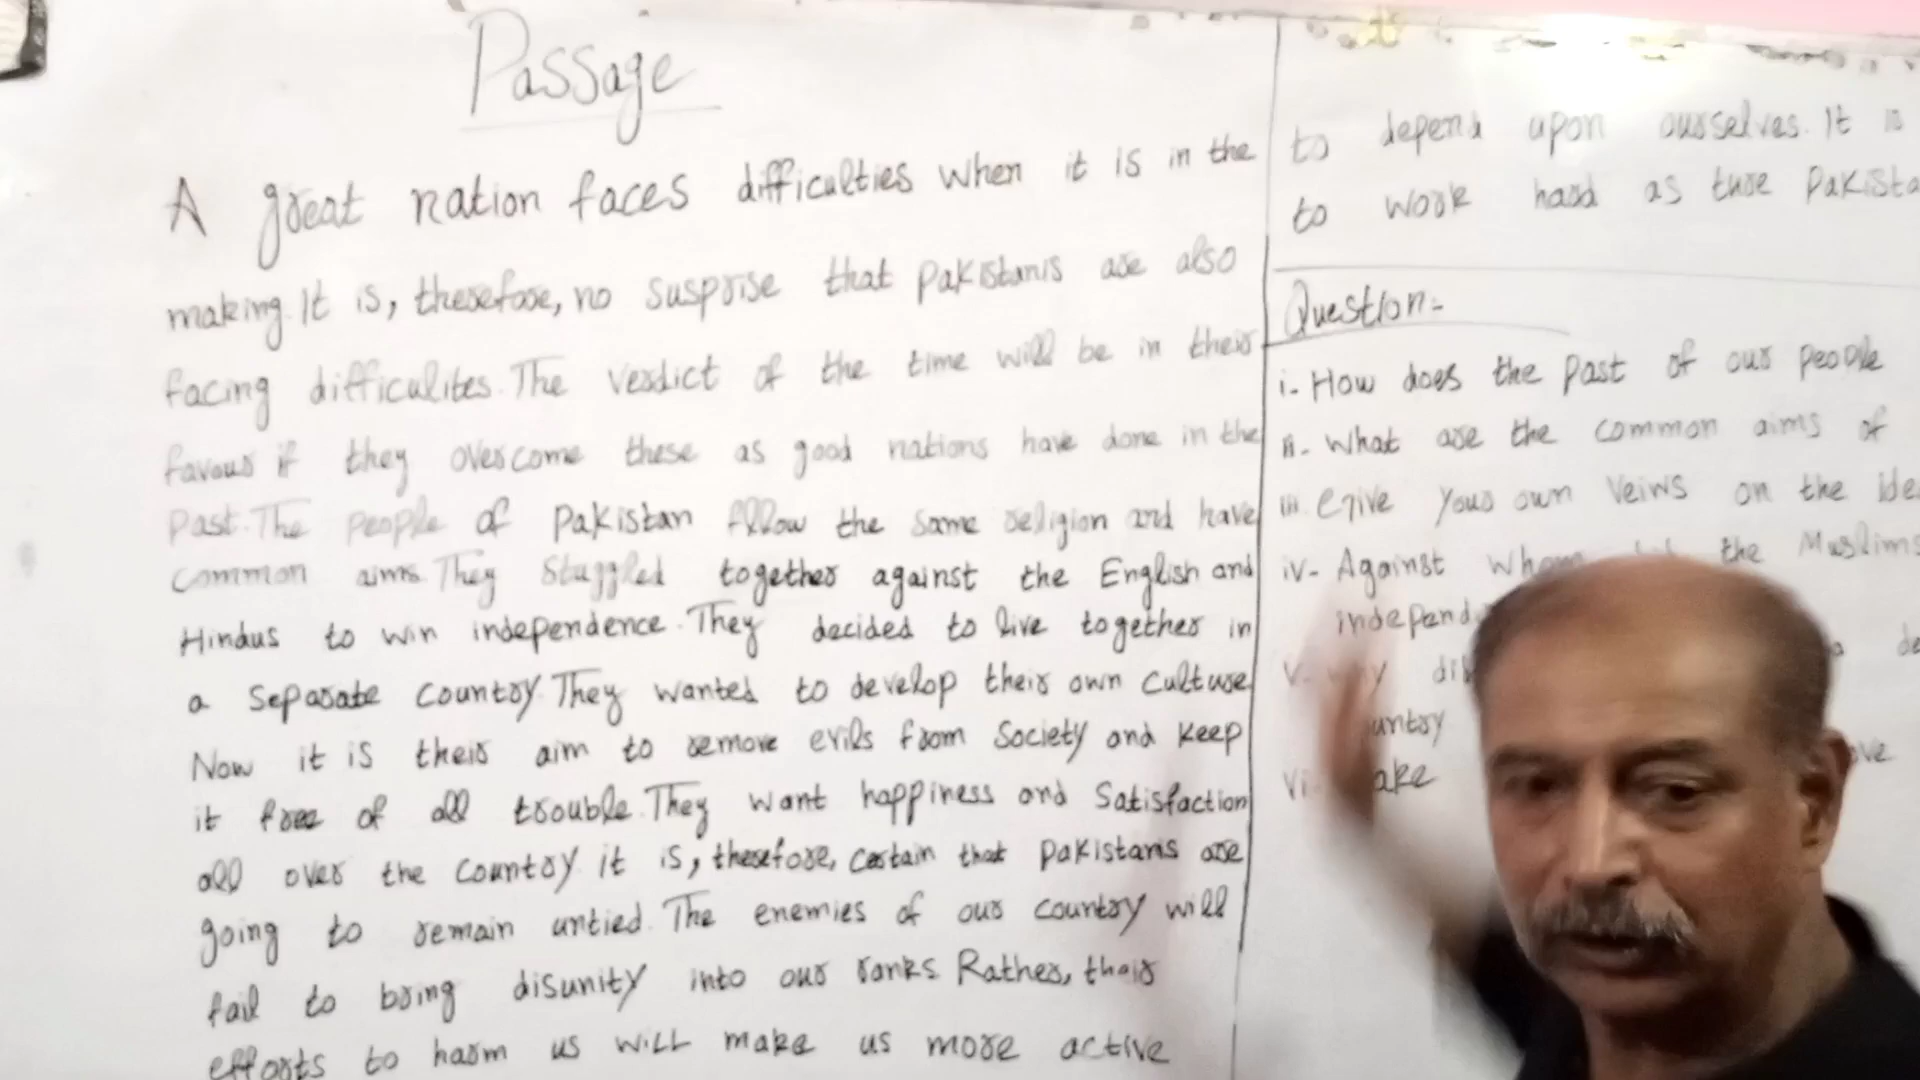 Passage
A great nation faces difficulties when it is in the
making. It is, therefore, no surprise that Pakistanis are also
facing difficulites. The verdict of the time will be in their
favour if they overcome these as good nations have done in the
Past. The people of Pakistan fllow the same religion and have
common aims. They stuggled together against the English and
Hindus to win independence. They decided to live together in
a separate country. They wanted to develop their own culture
Now it is their aim to remove evils from society and keep
it free of all trouble. They want happiness and satisfaction
all over the country. it is, therefore, certain that Pakistanis are
going to remain untied. The enemies of our country will
fail to bring disunity into our ranks Rather, their
efforts to harm us will make us more active
to depend upon ourselves. It is
to work hard as ture
Question:-
i. How does the past of our people
ii. What are the common aims of
iii. Give your own veiws on the
iv. Against the Muslims
v.
vi.